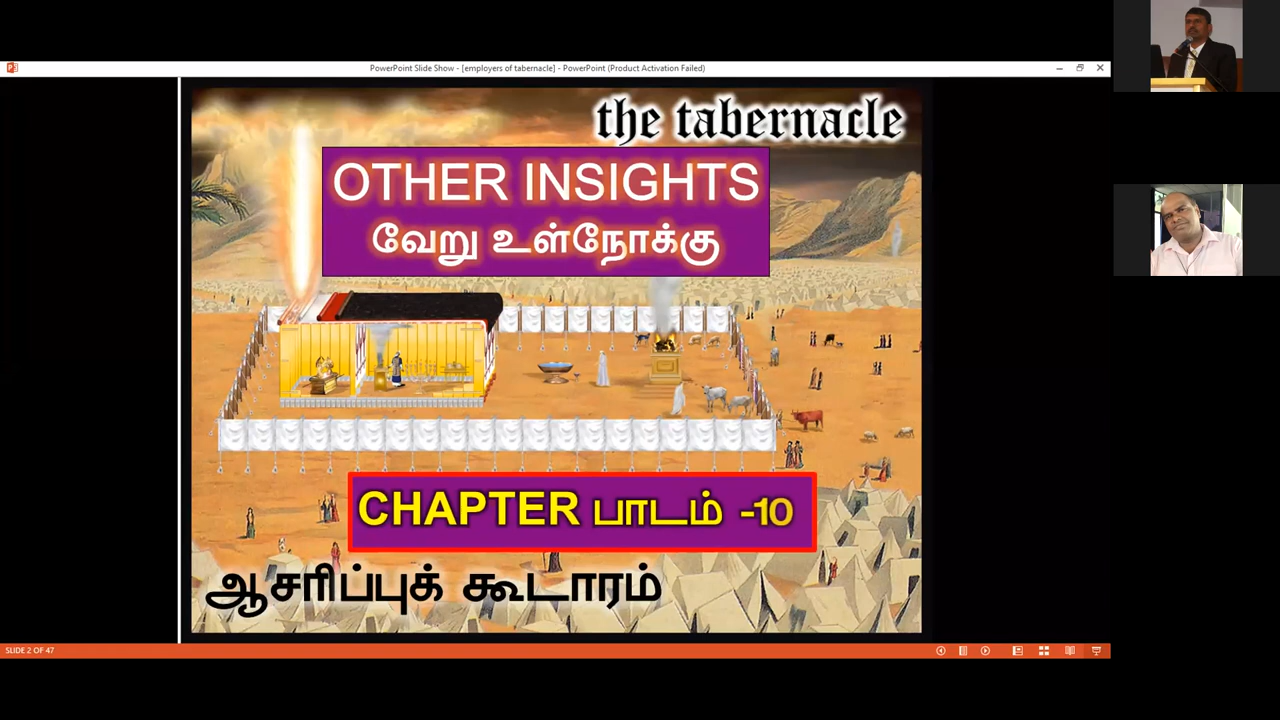 PowerPoint Slide Show - [employers of tabernacle] - PowerPoint (Product Activation Failed)
the tabernacle
OTHER INSIGHTS
வேறு உள்நோக்கு
CHAPTER பாடம் -10
ஆசரிப்புக் கூடாரம்
SLIDE 2 OF 47